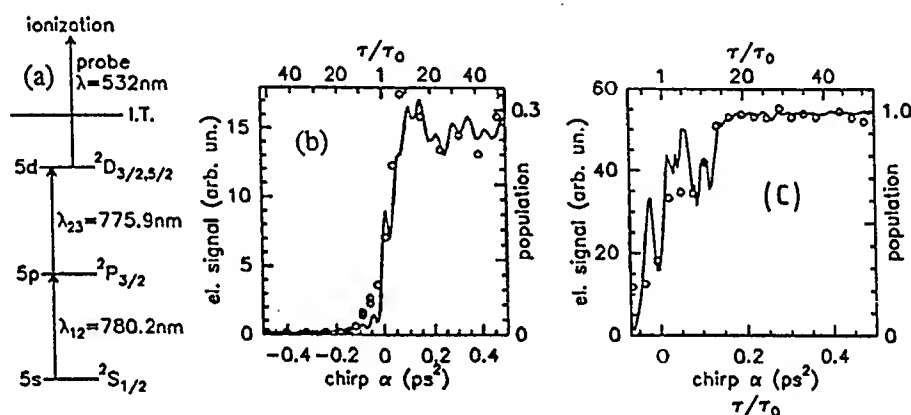 ionization
(a)
probe
λ=532nm
I.T.
5d
²D₃/₂,₅/₂
λ₂₃=775.9nm
5p
²P₃/₂
λ₁₂=780.2nm
5s
²S₁/₂
τ/τ₀
40 20 1 20 40
(b)
el. signal (arb. un.)
15
10
5
0
0.3
population
0
−0.4 −0.2 0 0.2 0.4
chirp α (ps²)
τ/τ₀
1 20 40
(C)
el. signal (arb. un.)
60
50
40
30
20
10
0
1.0
population
0
0 0.2 0.4
chirp α (ps²)
τ/τ₀